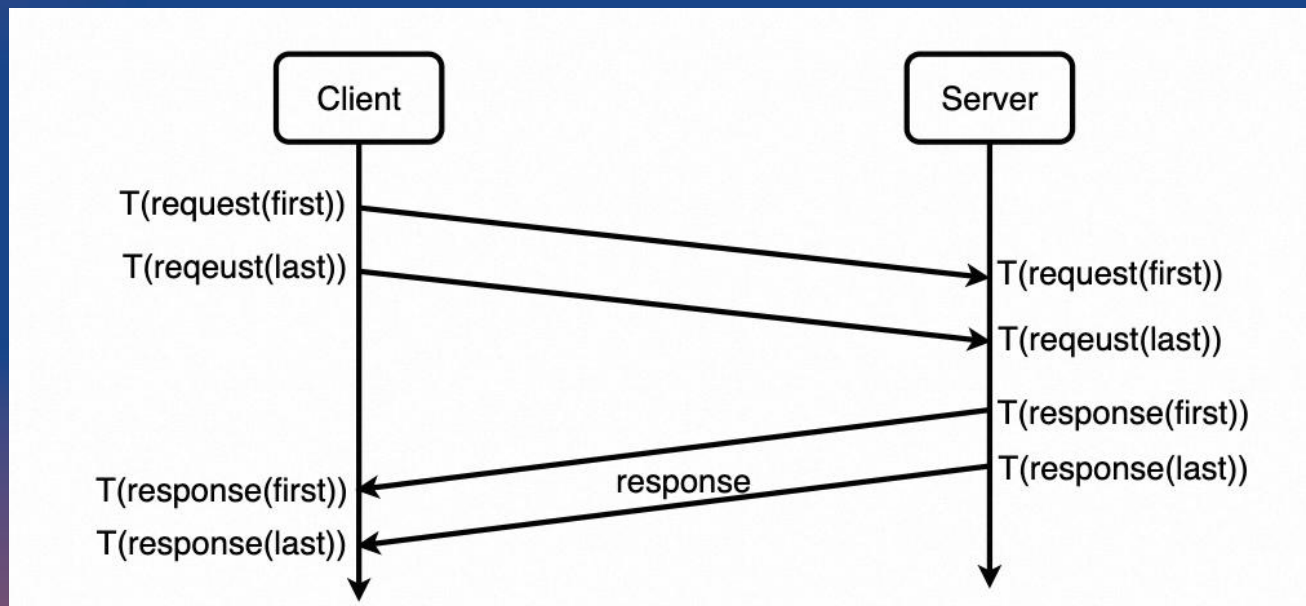 Client
Server
T(request(first))
T(reqeust(last))
T(request(first))
T(reqeust(last))
T(response(first))
T(response(last))
response
T(response(first))
T(response(last))